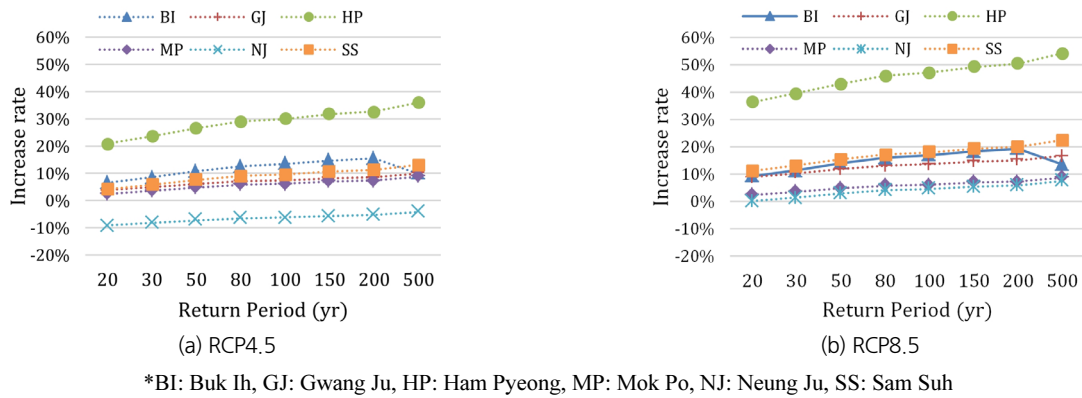 BI GJ HP
MP NJ SS
60%
50%
40%
30%
20%
10%
0%
-10%
-20%
Increase rate
20 30 50 80 100 150 200 500
Return Period (yr)
(a) RCP4.5
BI GJ HP
MP NJ SS
60%
50%
40%
30%
20%
10%
0%
-10%
-20%
Increase rate
20 30 50 80 100 150 200 500
Return Period (yr)
(b) RCP8.5
*BI: Buk Ih, GJ: Gwang Ju, HP: Ham Pyeong, MP: Mok Po, NJ: Neung Ju, SS: Sam Suh